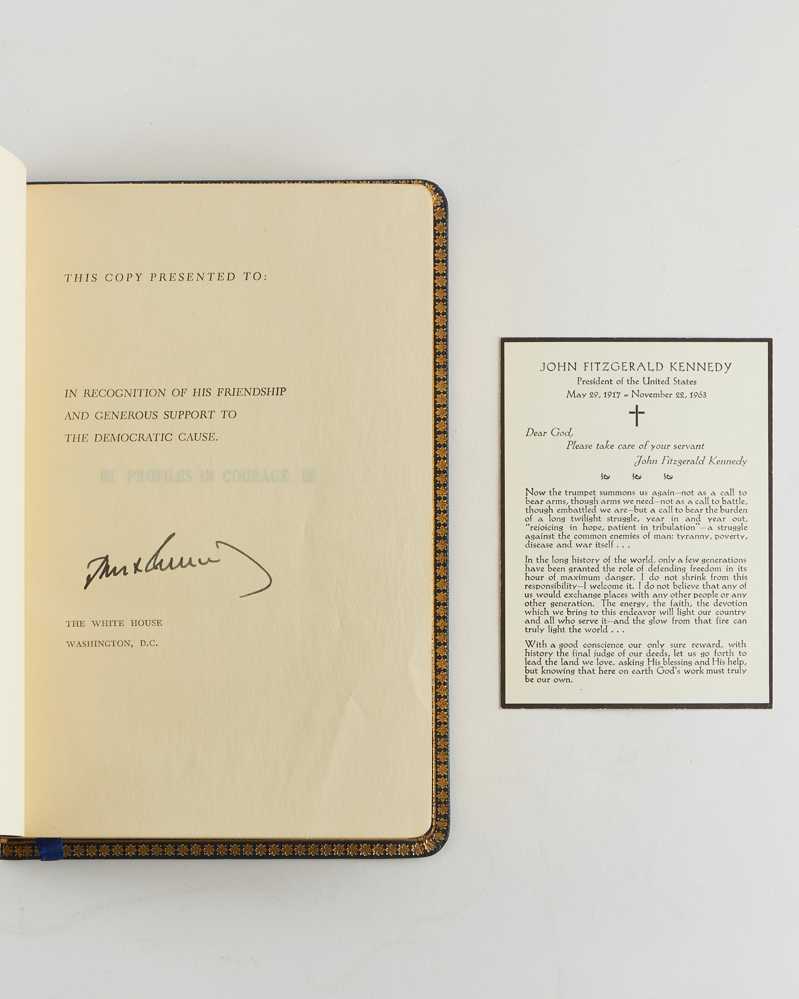 THIS COPY PRESENTED TO:
IN RECOGNITION OF HIS FRIENDSHIP
AND GENEROUS SUPPORT TO
THE DEMOCRATIC CAUSE.
PROFILES IN COURAGE
THE WHITE HOUSE
WASHINGTON, D.C.
JOHN FITZGERALD KENNEDY
President of the United States
May 29, 1917 – November 22, 1963
Dear God,
Please take care of your servant
John Fitzgerald Kennedy
Now the trumpet summons us again—not as a call to
bear arms, though arms we need—not as a call to battle,
though embattled we are—but a call to bear the burden
of a long twilight struggle, year in and year out,
"rejoicing in hope, patient in tribulation"—a struggle
against the common enemies of man: tyranny, poverty,
disease and war itself . . .
In the long history of the world, only a few generations
have been granted the role of defending freedom in its
hour of maximum danger. I do not shrink from this
responsibility—I welcome it. I do not believe that any of
us would exchange places with any other people or any
other generation. The energy, the faith, the devotion
which we bring to this endeavor will light our country
and all who serve it—and the glow from that fire can
truly light the world . . .
With a good conscience our only sure reward, with
history the final judge of our deeds, let us go forth to
lead the land we love, asking His blessing and His help,
but knowing that here on earth God's work must truly
be our own.